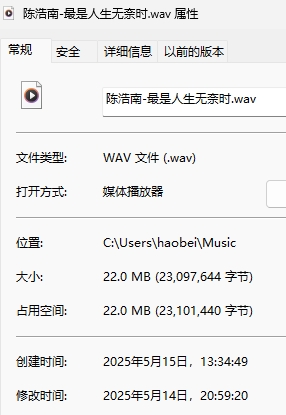 陈浩南-最是人生无奈时.wav 属性
常规 安全 详细信息 以前的版本
陈浩南-最是人生无奈时.wav
文件类型: WAV 文件 (.wav)
打开方式: 媒体播放器
位置: C:\Users\haobei\Music
大小: 22.0 MB (23,097,644 字节)
占用空间: 22.0 MB (23,101,440 字节)
创建时间: 2025年5月15日，13:34:49
修改时间: 2025年5月14日，20:59:20